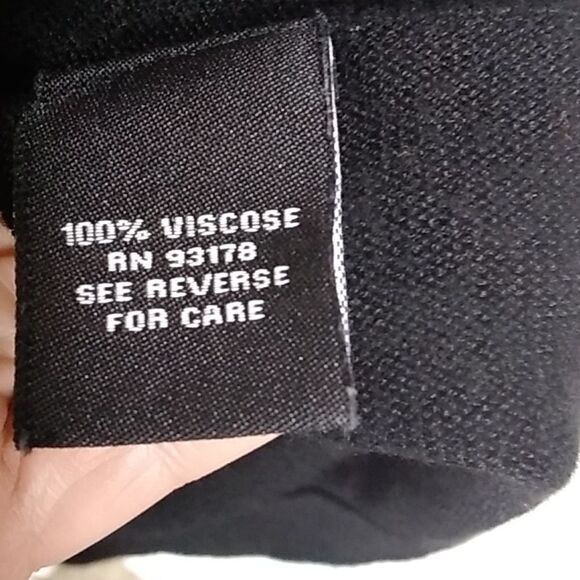 100% VISCOSE
RN 93178
SEE REVERSE
FOR CARE